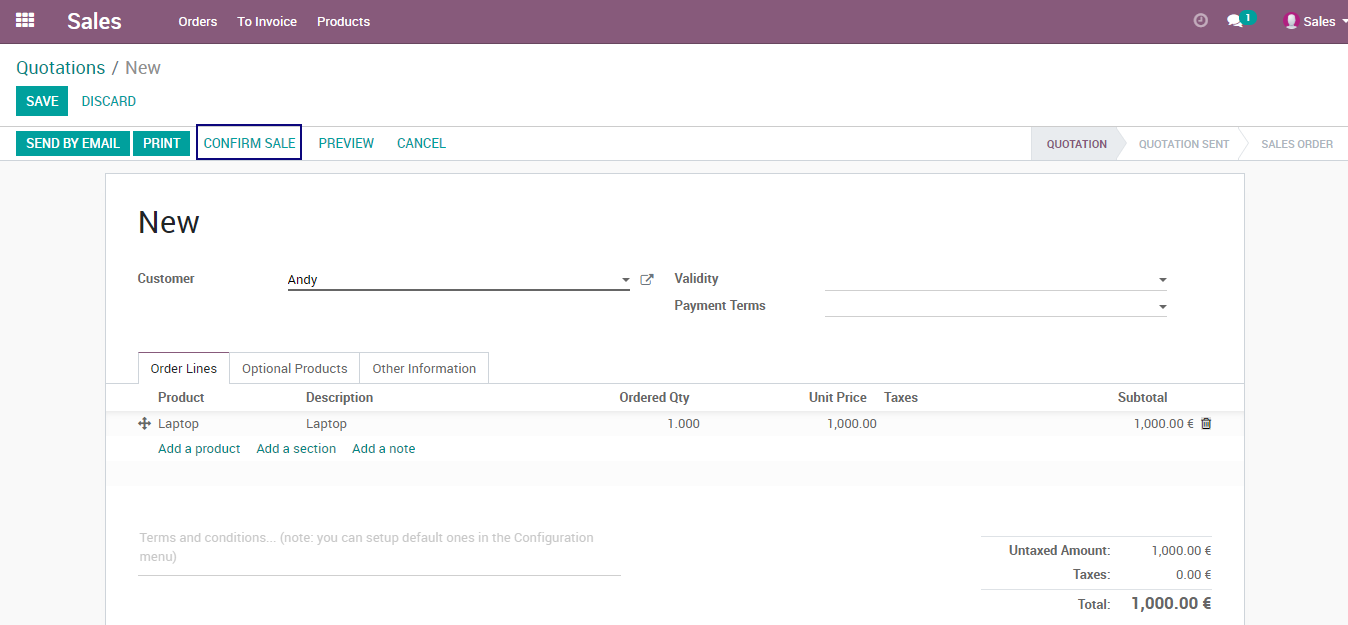 Sales Orders To Invoice Products 1 Sales
Quotations / New
SAVE DISCARD
SEND BY EMAIL PRINT CONFIRM SALE PREVIEW CANCEL QUOTATION QUOTATION SENT SALES ORDER
New
Customer Andy Validity
Payment Terms
Order Lines Optional Products Other Information
Product Description Ordered Qty Unit Price Taxes Subtotal
Laptop Laptop 1.000 1,000.00 1,000.00 €
Add a product Add a section Add a note
Terms and conditions... (note: you can setup default ones in the Configuration
menu)
Untaxed Amount: 1,000.00 €
Taxes: 0.00 €
Total: 1,000.00 €